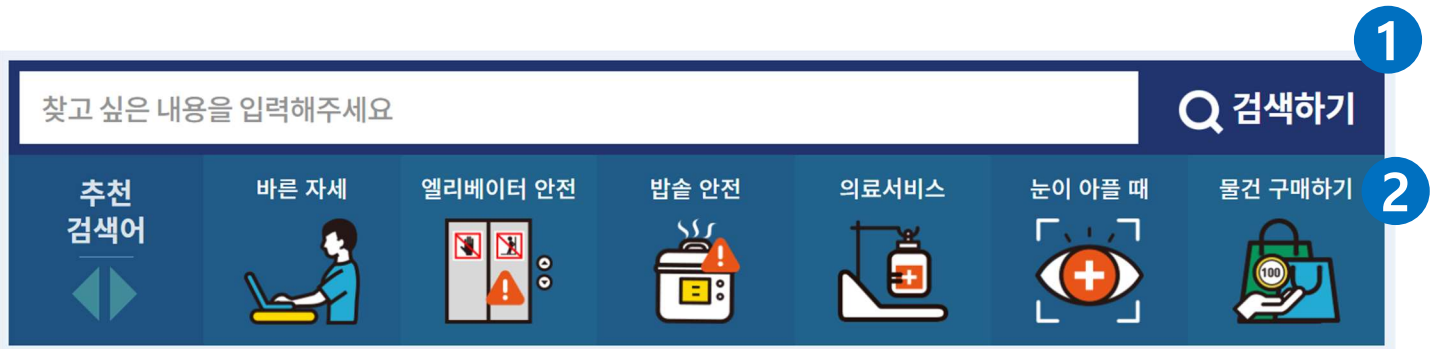 1
찾고 싶은 내용을 입력해주세요
검색하기
추천
검색어
바른 자세
엘리베이터 안전
밥솥 안전
의료서비스
눈이 아플 때
물건 구매하기
2
100